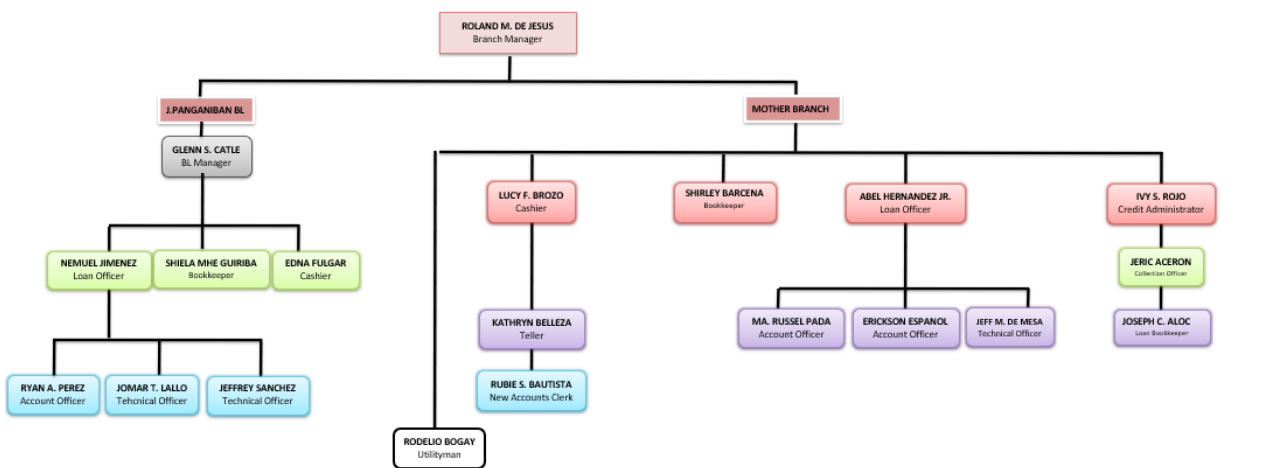 ROLAND M. DE JESUS
Branch Manager
J.PANGANIBAN BL
MOTHER BRANCH
GLENN S. CATLE
BL Manager
LUCY F. BROZO
Cashier
SHIRLEY BARCENA
Bookkeeper
ABEL HERNANDEZ JR.
Loan Officer
IVY S. ROJO
Credit Administrator
NEMUEL JIMENEZ
Loan Officer
SHIELA MHE GUIRIBA
Bookkeeper
EDNA FULGAR
Cashier
JERIC ACERON
Collection Officer
KATHRYN BELLEZA
Teller
MA. RUSSEL PADA
Account Officer
ERICKSON ESPANOL
Account Officer
JEFF M. DE MESA
Technical Officer
JOSEPH C. ALOC
Loan Bookkeeper
RYAN A. PEREZ
Account Officer
JOMAR T. LALLO
Tehcnical Officer
JEFFREY SANCHEZ
Technical Officer
RUBIE S. BAUTISTA
New Accounts Clerk
RODELIO BOGAY
Utilityman